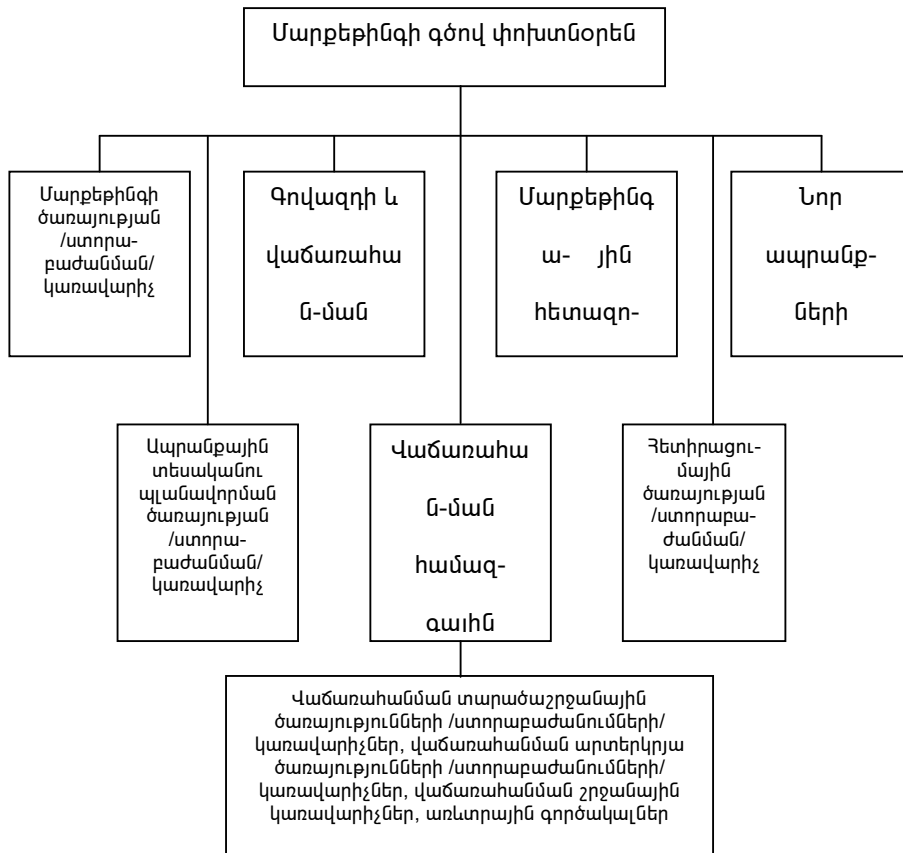 Մարքեթինգի գծով փոխտնօրեն
Մարքեթինգի
ծառայության
/ստորա-
բաժանման/
կառավարիչ
Գովազդի և
վաճառահա
ն-ման
Մարքեթինգ
ա- յին
հետազո-
Նոր
ապրանք-
ների
Ապրանքային
տեսականու
պլանավորման
ծառայության
/ստորա-
բաժանման/
կառավարիչ
Վաճառահա
ն-ման
համազ-
գային
Հետիրացու-
մային
ծառայության
/ստորաբա-
ժանման/
կառավարիչ
Վաճառահանման տարածաշրջանային
ծառայությունների /ստորաբաժանումների/
կառավարիչներ, վաճառահանման արտերկրյա
ծառայությունների /ստորաբաժանումների/
կառավարիչներ, վաճառահանման շրջանային
կառավարիչներ, առևտրային գործակալներ